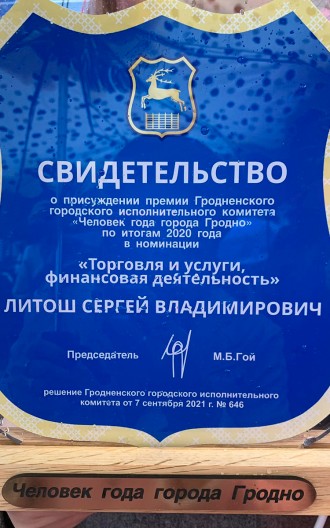 СВИДЕТЕЛЬСТВО
о присуждении премии Гродненского
городского исполнительного комитета
«Человек года города Гродно»
по итогам 2020 года
в номинации
«Торговля и услуги,
финансовая деятельность»
ЛИТОШ СЕРГЕЙ ВЛАДИМИРОВИЧ
Председатель М.Б.Гой
решение Гродненского городского исполнительного
комитета от 7 сентября 2021 г. № 646
Человек года города Гродно